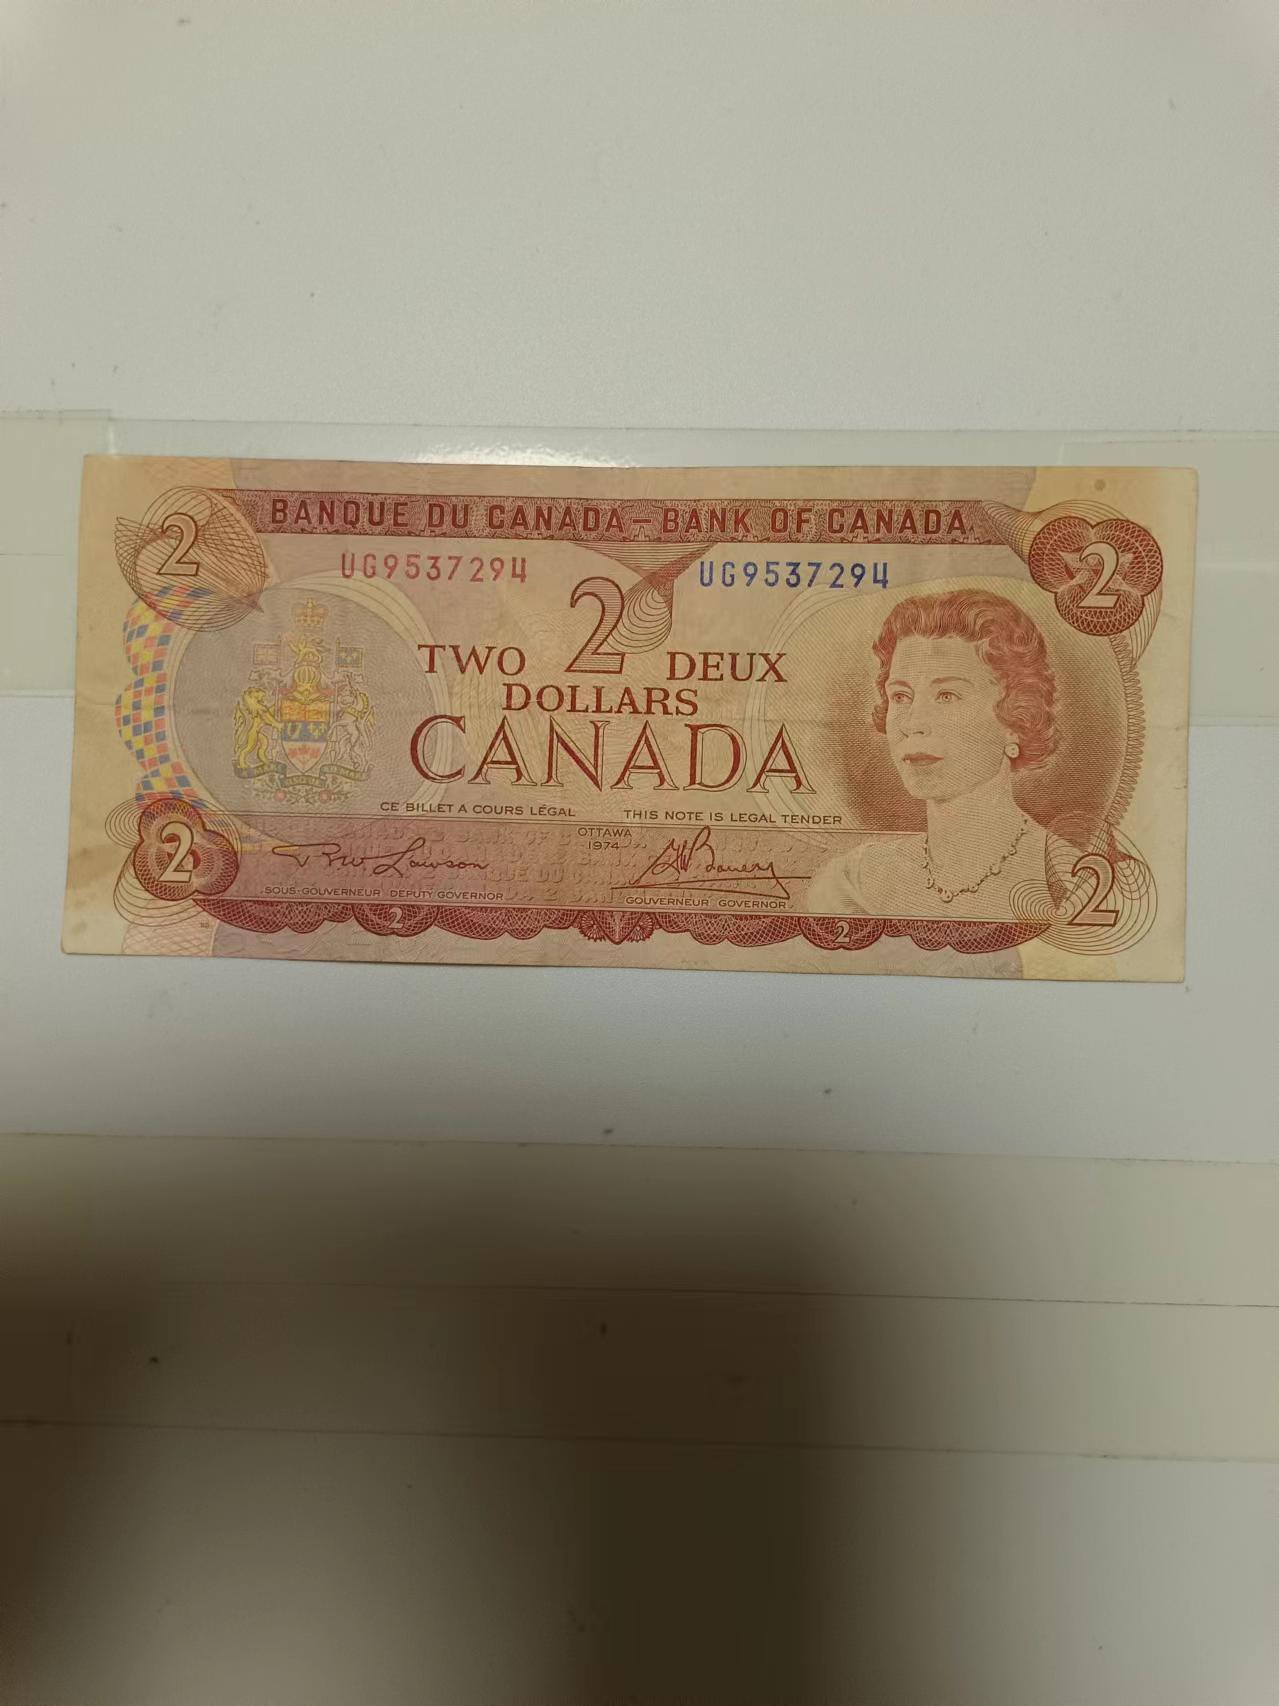 2
BANQUE DU CANADA – BANK OF CANADA
2
UG9537294
UG9537294
2
TWO DEUX
DOLLARS
CANADA
CE BILLET A COURS LÉGAL
THIS NOTE IS LEGAL TENDER
OTTAWA
1974
2
Lawson
SOUS-GOUVERNEUR DEPUTY GOVERNOR
GOUVERNEUR GOVERNOR
2
2
2